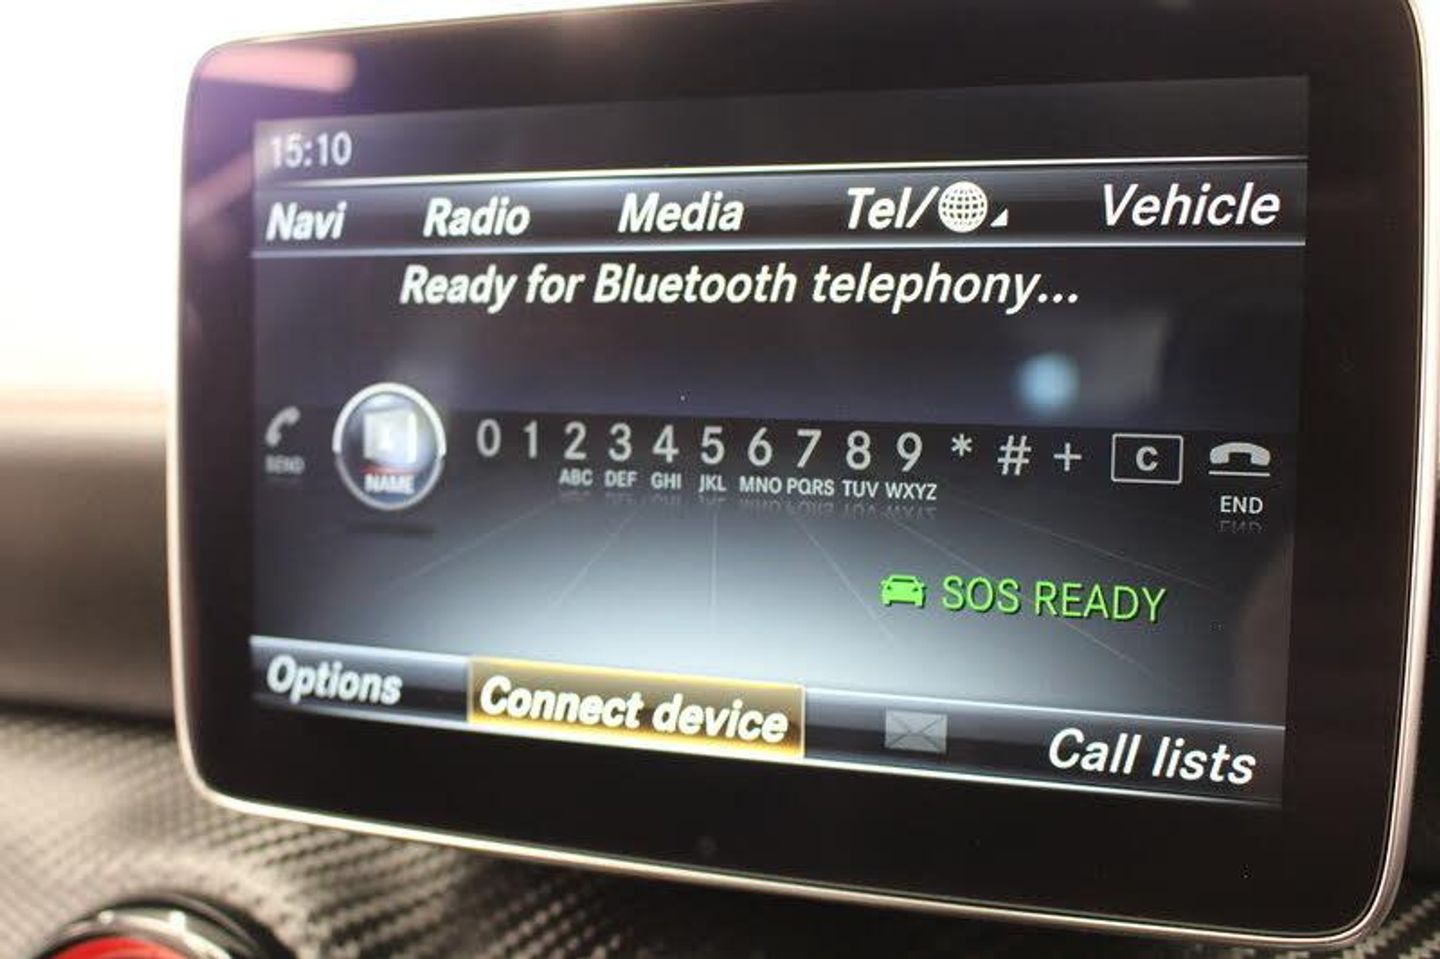 15:10
Navi Radio Media Tel/ Vehicle
Ready for Bluetooth telephony...
0 1 2 3 4 5 6 7 8 9 * # + C
SEND NAME ABC DEF GHI JKL MNO PQRS TUV WXYZ END
SOS READY
Options Connect device Call lists